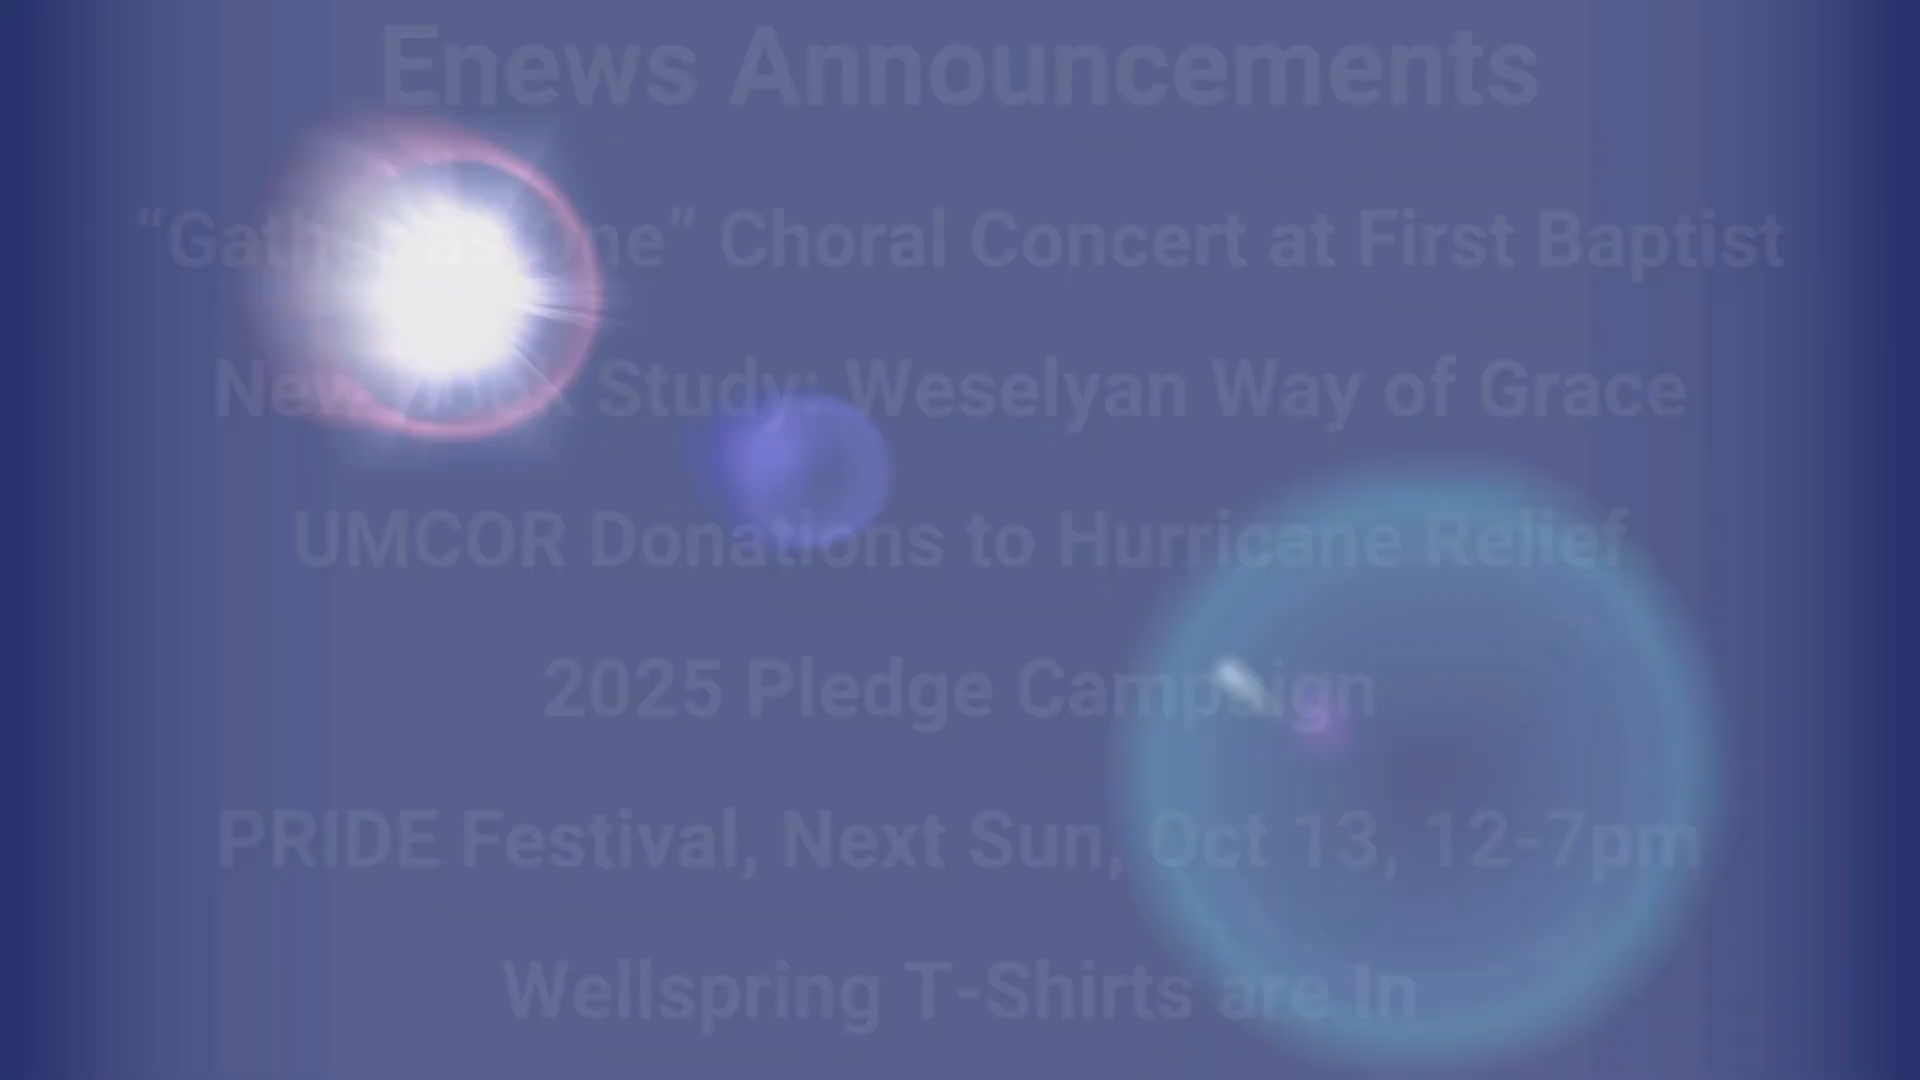 Enews Announcements
Choral Concert at First Baptist
Study: Weselyan Way of Grace
UMCOR Donations to Hurricane Relief
2025 Pledge Campaign
PRIDE Festival, Next Sun, Oct 13, 12-7pm
Wellspring T-Shirts are In